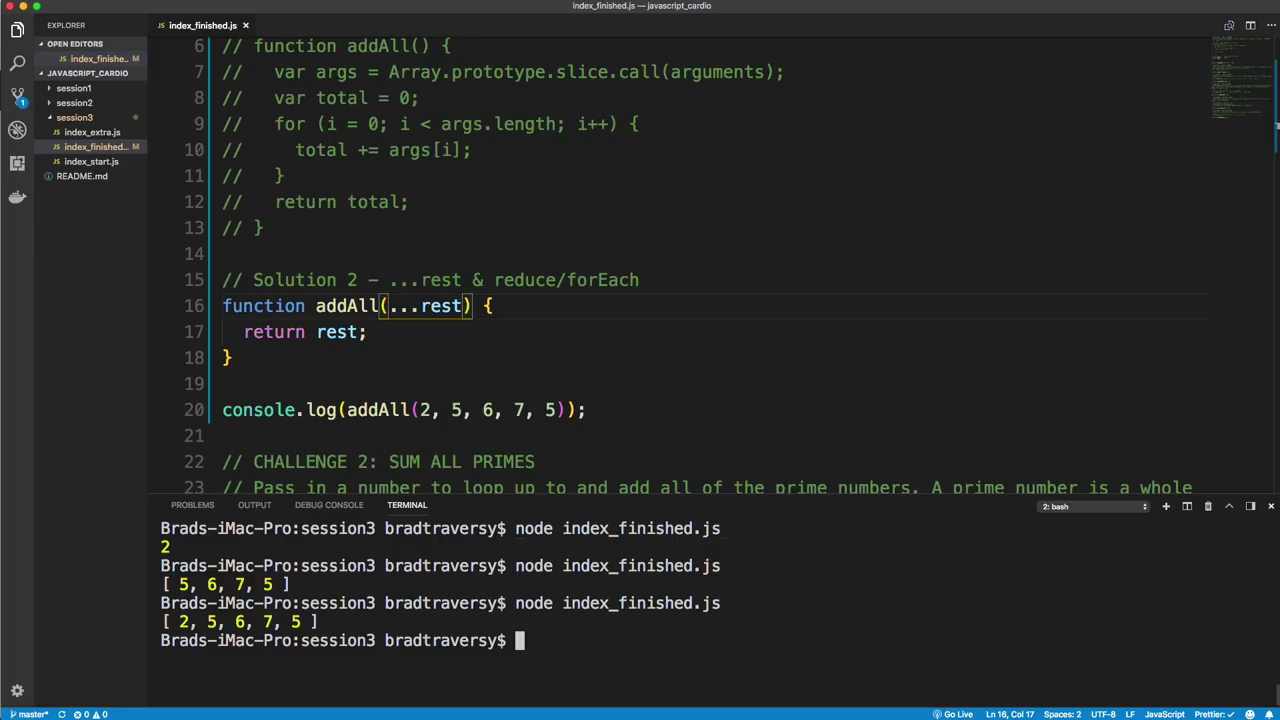 index_finished.js — javascript_cardio
EXPLORER
OPEN EDITORS
index_finishe... M
JAVASCRIPT_CARDIO
session1
session2
session3
index_extra.js
index_finished... M
index_start.js
README.md
1
index_finished.js ×
6 // function addAll() {
7 //   var args = Array.prototype.slice.call(arguments);
8 //   var total = 0;
9 //   for (i = 0; i < args.length; i++) {
10 //     total += args[i];
11 //   }
12 //   return total;
13 // }
14
15 // Solution 2 - ...rest & reduce/forEach
16 function addAll(...rest) {
17   return rest;
18 }
19
20 console.log(addAll(2, 5, 6, 7, 5));
21
22 // CHALLENGE 2: SUM ALL PRIMES
23 // Pass in a number to loop up to and add all of the prime numbers. A prime number is a whole
PROBLEMS OUTPUT DEBUG CONSOLE TERMINAL 2: bash
Brads-iMac-Pro:session3 bradtraversy$ node index_finished.js
2
Brads-iMac-Pro:session3 bradtraversy$ node index_finished.js
[ 5, 6, 7, 5 ]
Brads-iMac-Pro:session3 bradtraversy$ node index_finished.js
[ 2, 5, 6, 7, 5 ]
Brads-iMac-Pro:session3 bradtraversy$
master* 0 0 Go Live Ln 16, Col 17 Spaces: 2 UTF-8 LF JavaScript Prettier: ✓